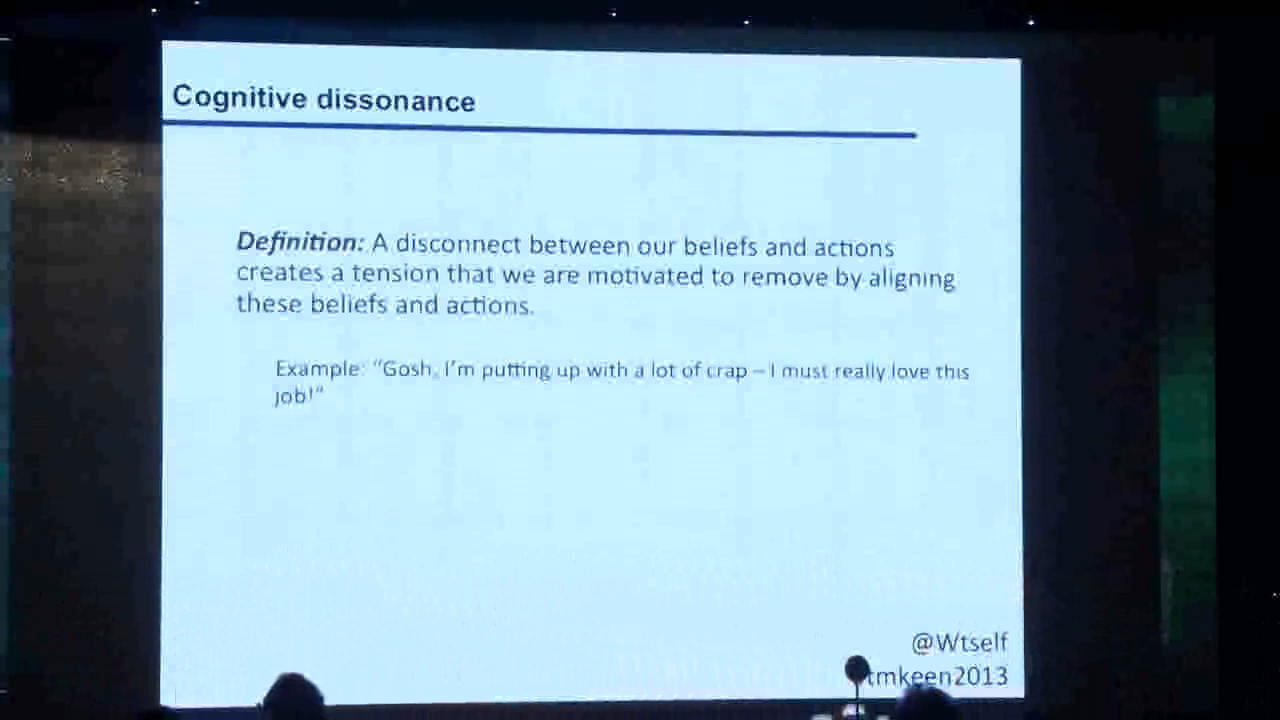 Cognitive dissonance
Definition: A disconnect between our beliefs and actions
creates a tension that we are motivated to remove by aligning
these beliefs and actions.
Example: “Gosh, I’m putting up with a lot of crap – I must really love this
job!”
@Wtself
tmkeen2013